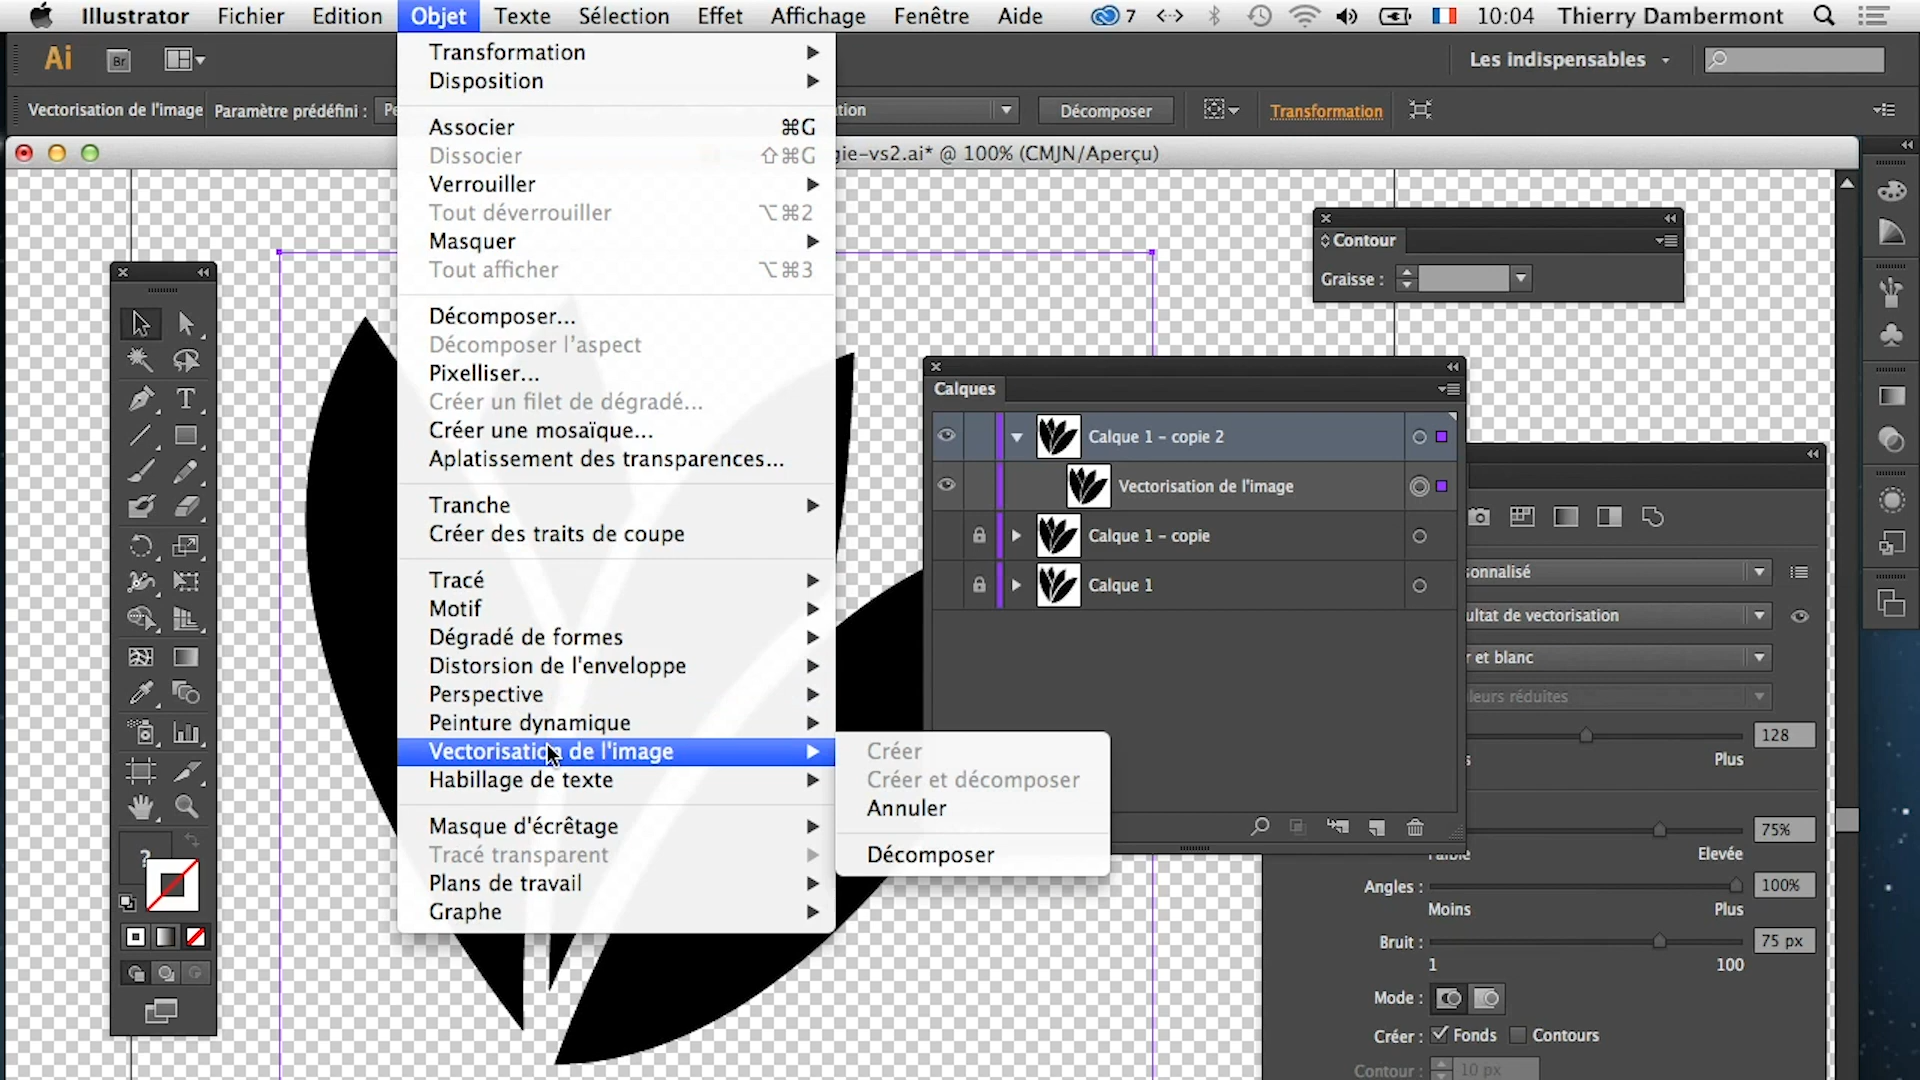 Illustrator Fichier Edition Objet Texte Sélection Effet Affichage Fenêtre Aide 7 10:04 Thierry Dambermont
Ai Br Les indispensables
Vectorisation de l'image Paramètre prédéfini : Décomposer Transformation
gie-vs2.ai* @ 100% (CMJN/Aperçu)
Transformation
Disposition
Associer ⌘G
Dissocier ⇧⌘G
Verrouiller
Tout déverrouiller ⌥⌘2
Masquer
Tout afficher ⌥⌘3
Décomposer...
Décomposer l'aspect
Pixelliser...
Créer un filet de dégradé...
Créer une mosaïque...
Aplatissement des transparences...
Tranche
Créer des traits de coupe
Tracé
Motif
Dégradé de formes
Distorsion de l'enveloppe
Perspective
Peinture dynamique
Vectorisation de l'image
Habillage de texte
Masque d'écrêtage
Tracé transparent
Plans de travail
Graphe
Créer
Créer et décomposer
Annuler
Décomposer
Contour
Graisse :
Calques
Calque 1 - copie 2
Vectorisation de l'image
Calque 1 - copie
Calque 1
sonnalisé
ultat de vectorisation
r et blanc
leurs réduites
128
s Plus
75%
Faible Elevée
Angles : 100%
Moins Plus
Bruit : 75 px
1 100
Mode :
Créer : Fonds Contours
Contour : 10 px
T
?